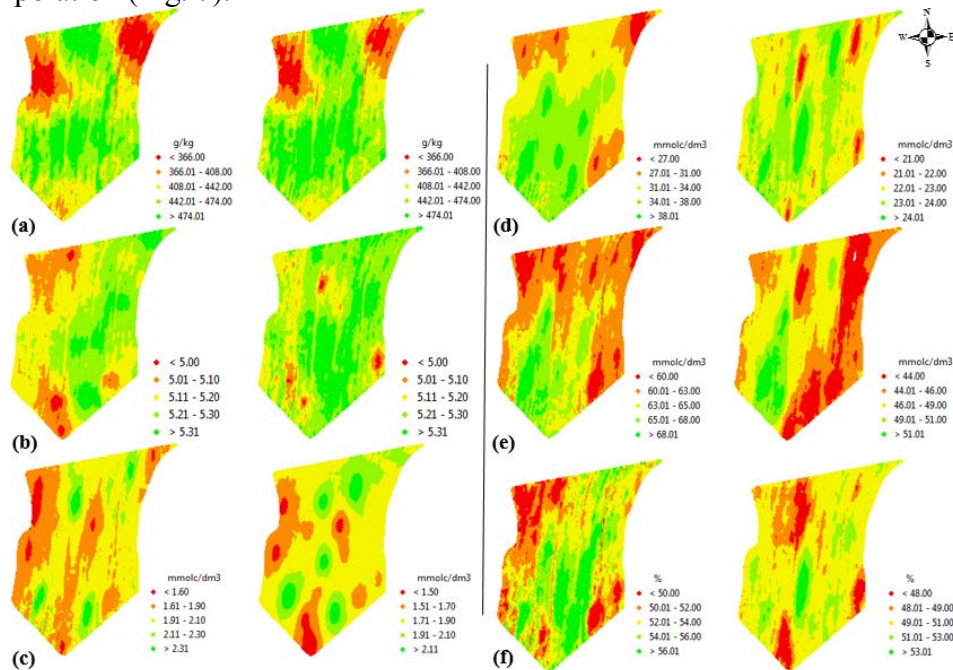 polation (Fig.
N
W E
S
g/kg
< 366.00
366.01 - 408.00
408.01 - 442.00
442.01 - 474.00
> 474.01
g/kg
< 366.00
366.01 - 408.00
408.01 - 442.00
442.01 - 474.00
> 474.01
(a)
mmolc/dm3
< 27.00
27.01 - 31.00
31.01 - 34.00
34.01 - 38.00
> 38.01
mmolc/dm3
< 21.00
21.01 - 22.00
22.01 - 23.00
23.01 - 24.00
> 24.01
(d)
< 5.00
5.01 - 5.10
5.11 - 5.20
5.21 - 5.30
> 5.31
< 5.00
5.01 - 5.10
5.11 - 5.20
5.21 - 5.30
> 5.31
(b)
mmolc/dm3
< 60.00
60.01 - 63.00
63.01 - 65.00
65.01 - 68.00
> 68.01
mmolc/dm3
< 44.00
44.01 - 46.00
46.01 - 49.00
49.01 - 51.00
> 51.01
(e)
mmolc/dm3
< 1.60
1.61 - 1.90
1.91 - 2.10
2.11 - 2.30
> 2.31
mmolc/dm3
< 1.50
1.51 - 1.70
1.71 - 1.90
1.91 - 2.10
> 2.11
(c)
%
< 50.00
50.01 - 52.00
52.01 - 54.00
54.01 - 56.00
> 56.01
%
< 48.00
48.01 - 49.00
49.01 - 51.00
51.01 - 53.00
> 53.01
(f)